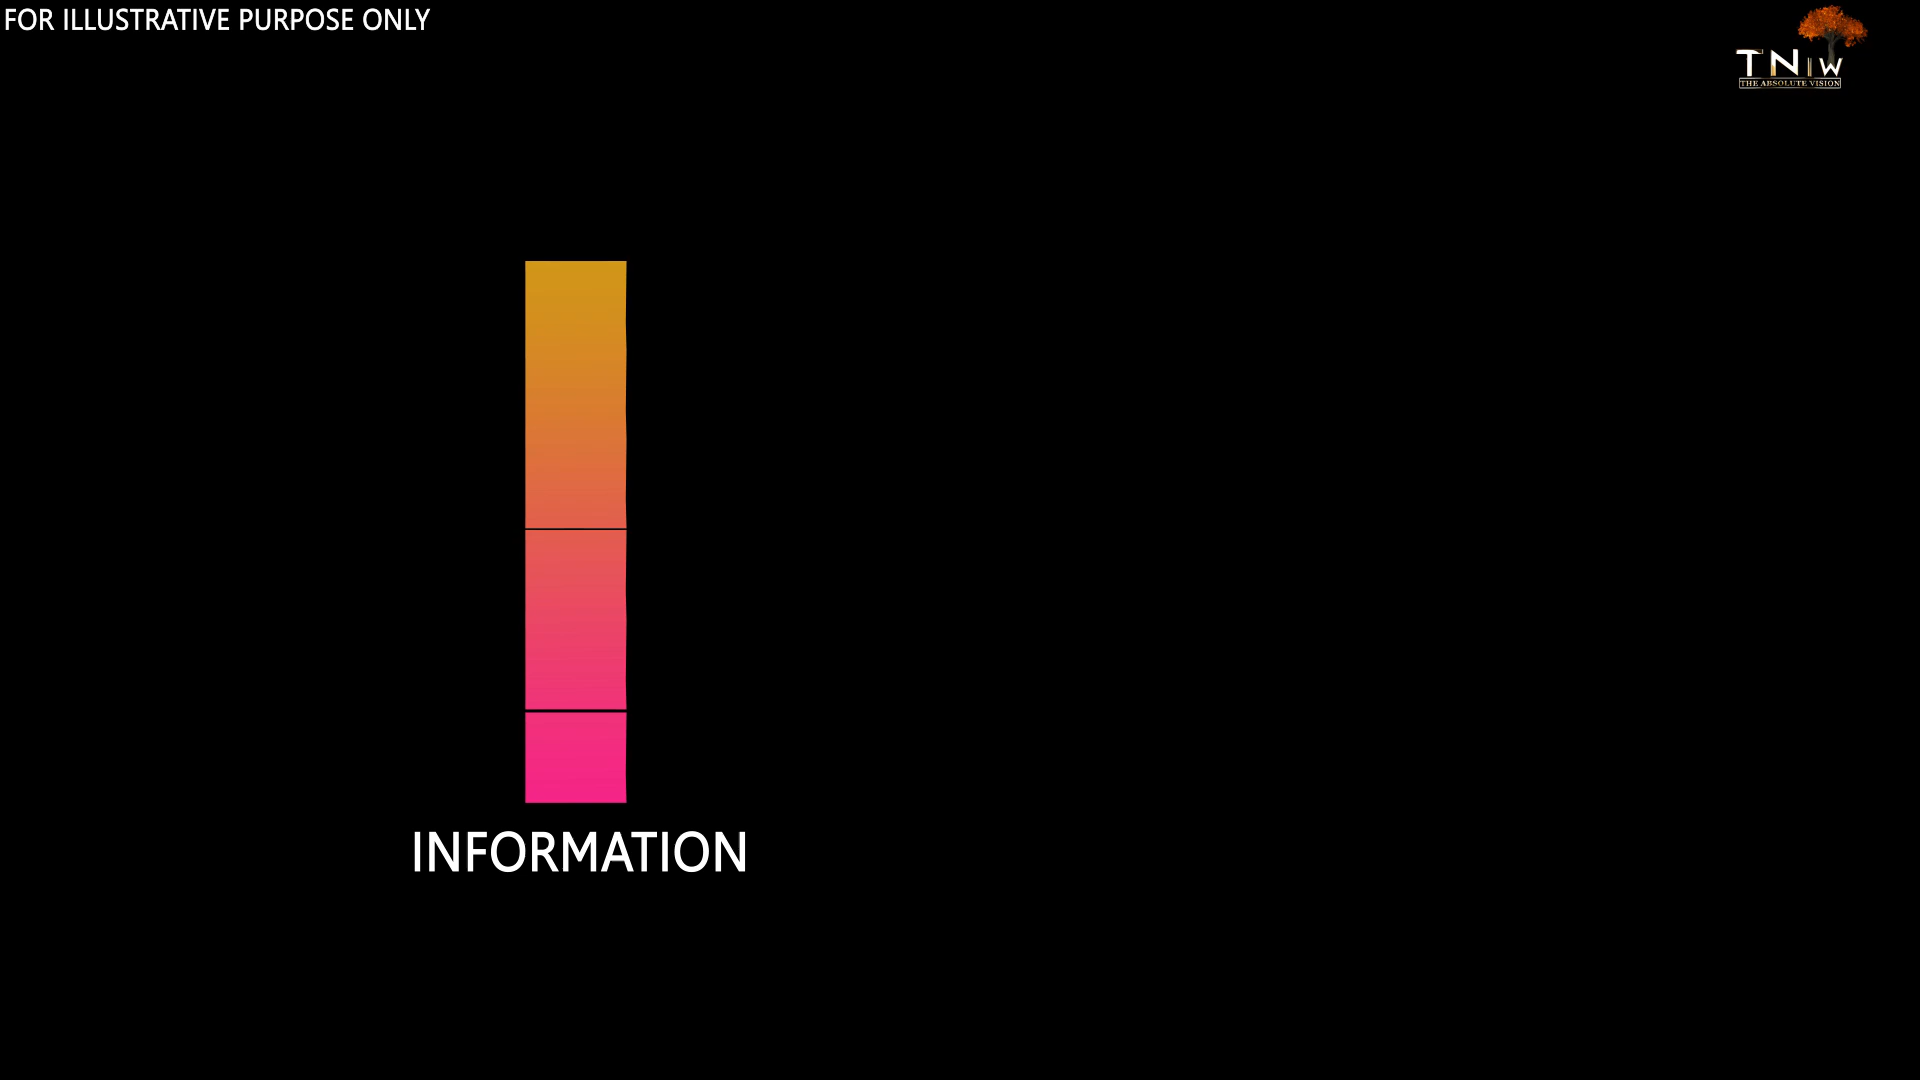 FOR ILLUSTRATIVE PURPOSE ONLY
TNIW
THE ABSOLUTE VISION
INFORMATION